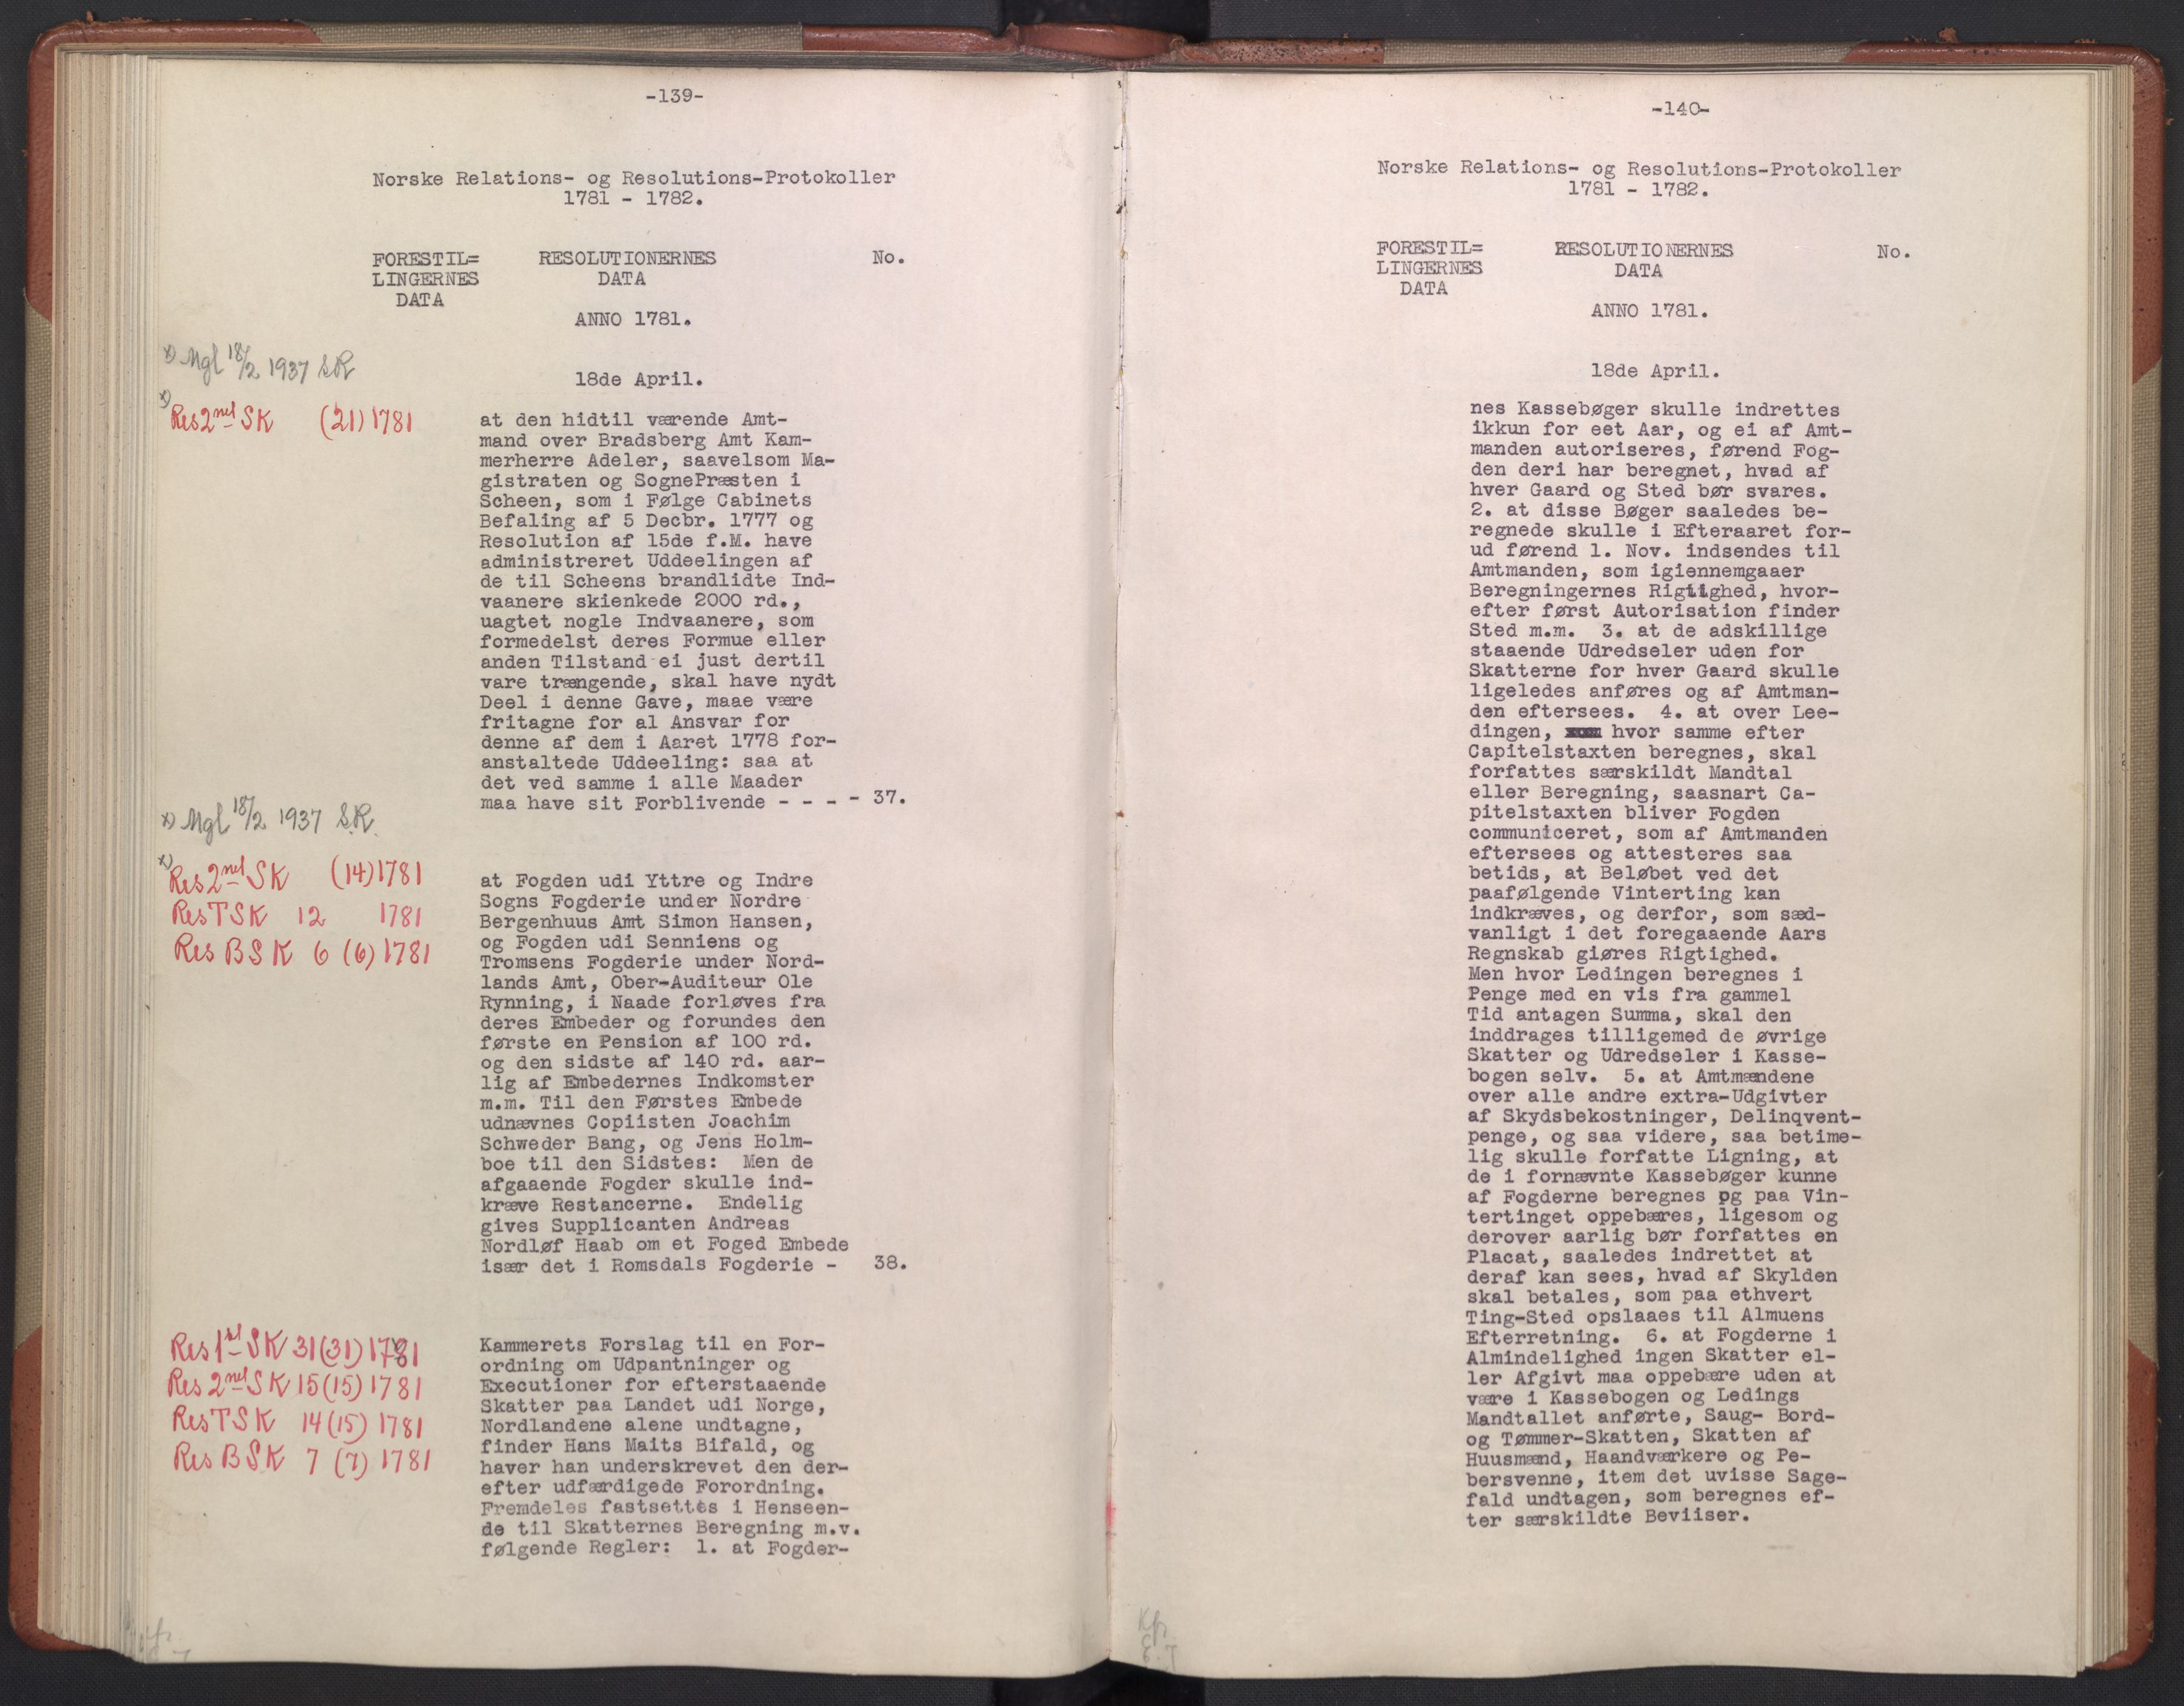 -139-
Norske Relations- og Resolutions-Protokoller
1781 - 1782.
FORESTIL=
LINGERNES
DATA
RESOLUTIONERNES
DATA
No.
ANNO 1781.
x) Mgl 18/2 1937 SR
18de April.
x)
Res 2net SK (21) 1781
at den hidtil værende Amt-
mand over Bradsberg Amt Kam-
merherre Adeler, saavelsom Ma-
gistraten og SognePræsten i
Scheen, som i Følge Cabinets
Befaling af 5 Decbr. 1777 og
Resolution af 15de f.M. have
administreret Uddeelingen af
de til Scheens brandlidte Ind-
vaanere skienkede 2000 rd.,
uagtet nogle Indvaanere, som
formedelst deres Formue eller
anden Tilstand ei just dertil
vare trængende, skal have nydt
Deel i denne Gave, maae være
fritagne for al Ansvar for
denne af dem i Aaret 1778 for-
anstaltede Uddeeling: saa at
det ved samme i alle Maader
maa have sit Forblivende - - - - 37.
x) Mgl 18/2 1937 S.R.
x)
Res 2net SK (14) 1781
Res T SK 12 1781
Res B S K 6 (6) 1781
at Fogden udi Yttre og Indre
Sogns Fogderie under Nordre
Bergenhuus Amt Simon Hansen,
og Fogden udi Senniens og
Tromsens Fogderie under Nord-
lands Amt, Ober-Auditeur Ole
Rynning, i Naade forløves fra
deres Embeder og forundes den
første en Pension af 100 rd.
og den sidste af 140 rd. aar-
lig af Embedernes Indkomster
m.m. Til den Førstes Embede
udnævnes Copiisten Joachim
Schweder Bang, og Jens Holm-
boe til den Sidstes: Men de
afgaaende Fogder skulle ind-
kræve Restancerne. Endelig
gives Supplicanten Andreas
Nordløf Haab om et Foged Embede
især det i Romsdals Fogderie - 38.
Res 1st SK 31 (31) 1781
Res 2net SK 15 (15) 1781
Res T SK 14 (15) 1781
Res B SK 7 (7) 1781
Kammerets Forslag til en For-
ordning om Udpantninger og
Executioner for efterstaaende
Skatter paa Landet udi Norge,
Nordlandene alene undtagne,
finder Hans Maits Bifald, og
haver han underskrevet den der-
efter udfærdigede Forordning.
Fremdeles fastsettes i Henseen-
de til Skatternes Beregning m.v.
følgende Regler: 1. at Fogder-
-140-
Norske Relations- og Resolutions-Protokoller
1781 - 1782.
FORESTIL=
LINGERNES
DATA
RESOLUTIONERNES
DATA
No.
ANNO 1781.
18de April.
nes Kassebøger skulle indrettes
ikkun for eet Aar, og ei af Amt-
manden autoriseres, førend Fog-
den deri har beregnet, hvad af
hver Gaard og Sted bør svares.
2. at disse Bøger saaledes be-
regnede skulle i Efteraaret for-
ud førend 1. Nov. indsendes til
Amtmanden, som igiennemgaaer
Beregningernes Rigtighed, hvor-
efter først Autorisation finder
Sted m.m. 3. at de adskillige
staaende Udredseler uden for
Skatterne for hver Gaard skulle
ligeledes anføres og af Amtman-
den eftersees. 4. at over Lee-
dingen, hvor samme efter
Capitelstaxten beregnes, skal
forfattes særskildt Mandtal
eller Beregning, saasnart Ca-
pitelstaxten bliver Fogden
communiceret, som af Amtmanden
eftersees og attesteres saa
betids, at Beløbet ved det
paafølgende Vinterting kan
indkræves, og derfor, som sæd-
vanligt i det foregaaende Aars
Regnskab giøres Rigtighed.
Men hvor Ledingen beregnes i
Penge med en vis fra gammel
Tid antagen Summa, skal den
inddrages tilligemed de øvrige
Skatter og Udredseler i Kasse-
bogen selv. 5. at Amtmændene
over alle andre extra-Udgivter
af Skydsbekostninger, Delinqvent-
penge, og saa videre, saa betime-
lig skulle forfatte Ligning, at
de i fornævnte Kassebøger kunne
af Fogderne beregnes og paa Vin-
tertinget oppebæres, ligesom og
derover aarlig bør forfattes en
Placat, saaledes indrettet at
deraf kan sees, hvad af Skylden
skal betales, som paa ethvert
Ting-Sted opslaaes til Almuens
Efterretning. 6. at Fogderne i
Almindelighed ingen Skatter el-
ler Afgivt maa oppebære uden at
være i Kassebogen og Ledings
Mandtallet anførte, Saug- Bord-
og Tømmer-Skatten, Skatten af
Huusmænd, Haandværkere og Pe-
bersvenne, item det uvisse Sage-
fald undtagen, som beregnes ef-
ter særskildte Beviiser.